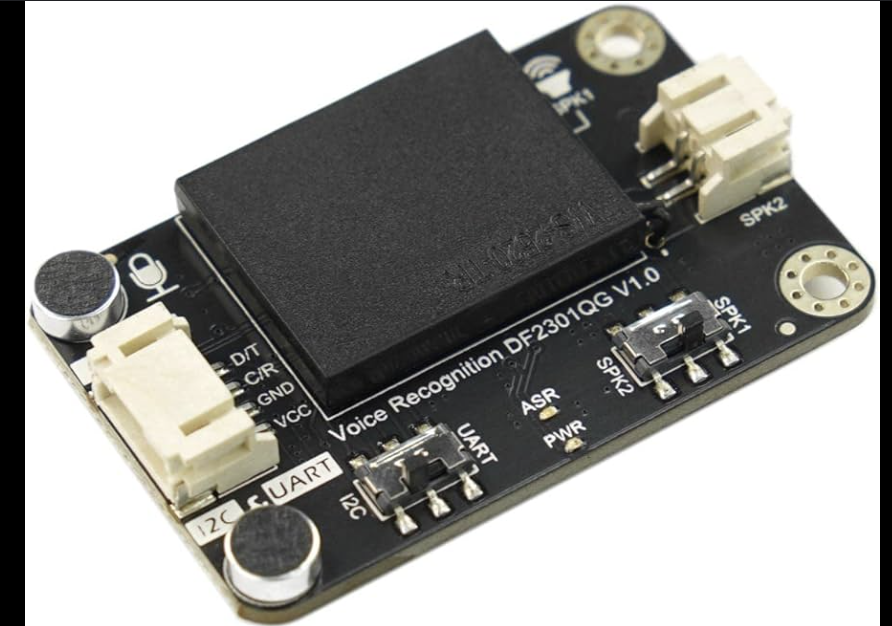 SPK1
SPK2
D/T
C/R
GND
VCC
Voice Recognition DF2301QG V1.0
SPK1
SPK2
ASR
PWR
UART
I2C
I2C & UART